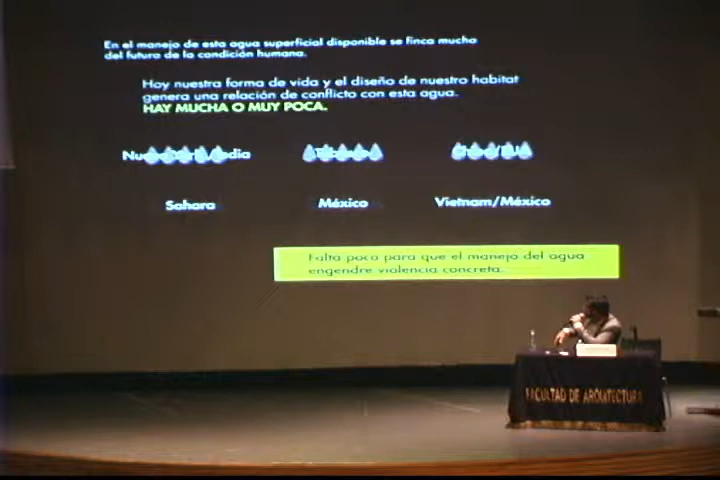 En el manejo de esta agua superficial disponible se finca mucha
del futuro de la condición humana.
Hoy nuestra forma de vida y el diseño de nuestro habitat
genera una relación de conflicto con esta agua.
HAY MUCHA O MUY POCA.
Sahara México Vietnam/México
Falta poco para que el manejo del agua
engendre violencia concreta.
FACULTAD DE ARQUITECTURA